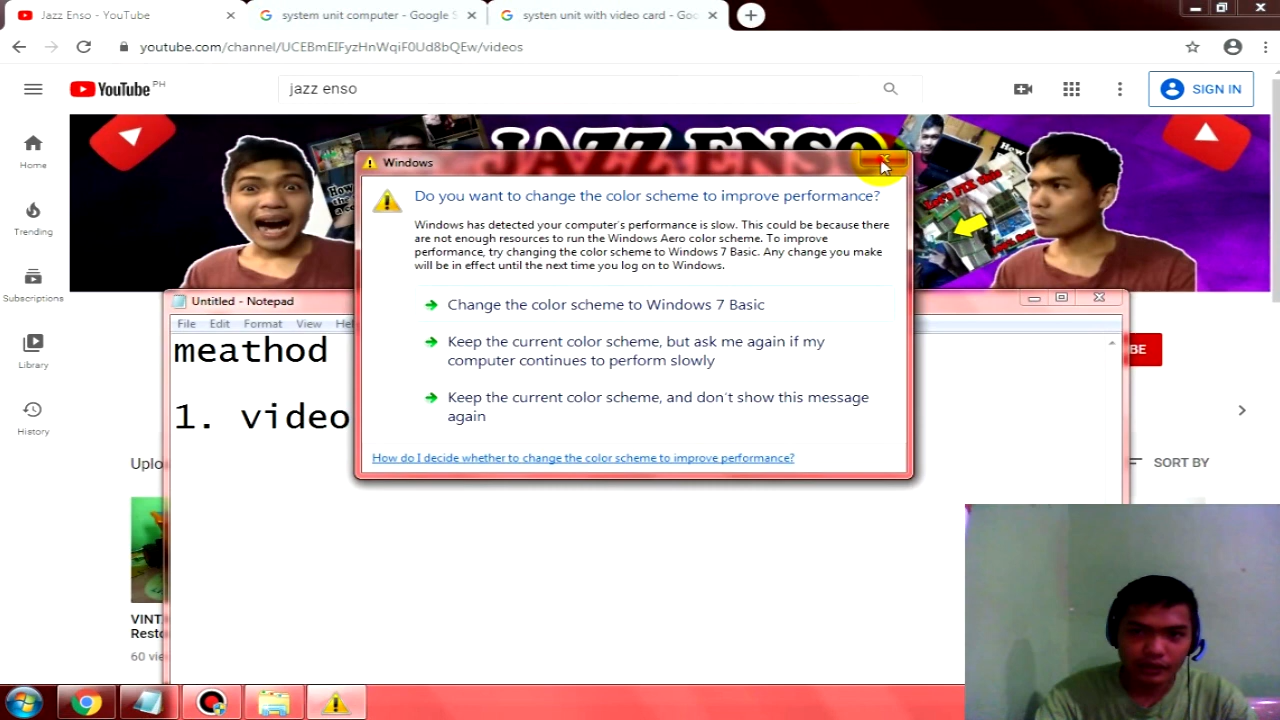 Jazz Enso - YouTube
system unit computer - Google S
systen unit with video card - Goo
youtube.com/channel/UCEBmEIFyzHnWqiF0Ud8bQEw/videos
YouTube PH
jazz enso
SIGN IN
Home
Trending
Subscriptions
Library
History
JAZZ ENSO
Windows
Do you want to change the color scheme to improve performance?
Windows has detected your computer's performance is slow. This could be because there
are not enough resources to run the Windows Aero color scheme. To improve
performance, try changing the color scheme to Windows 7 Basic. Any change you make
will be in effect until the next time you log on to Windows.
Change the color scheme to Windows 7 Basic
Keep the current color scheme, but ask me again if my
computer continues to perform slowly
Keep the current color scheme, and don't show this message
again
How do I decide whether to change the color scheme to improve performance?
Untitled - Notepad
File Edit Format View Hel
meathod
1. video
BE
Uplo
SORT BY
VINT
Resto
60 vie